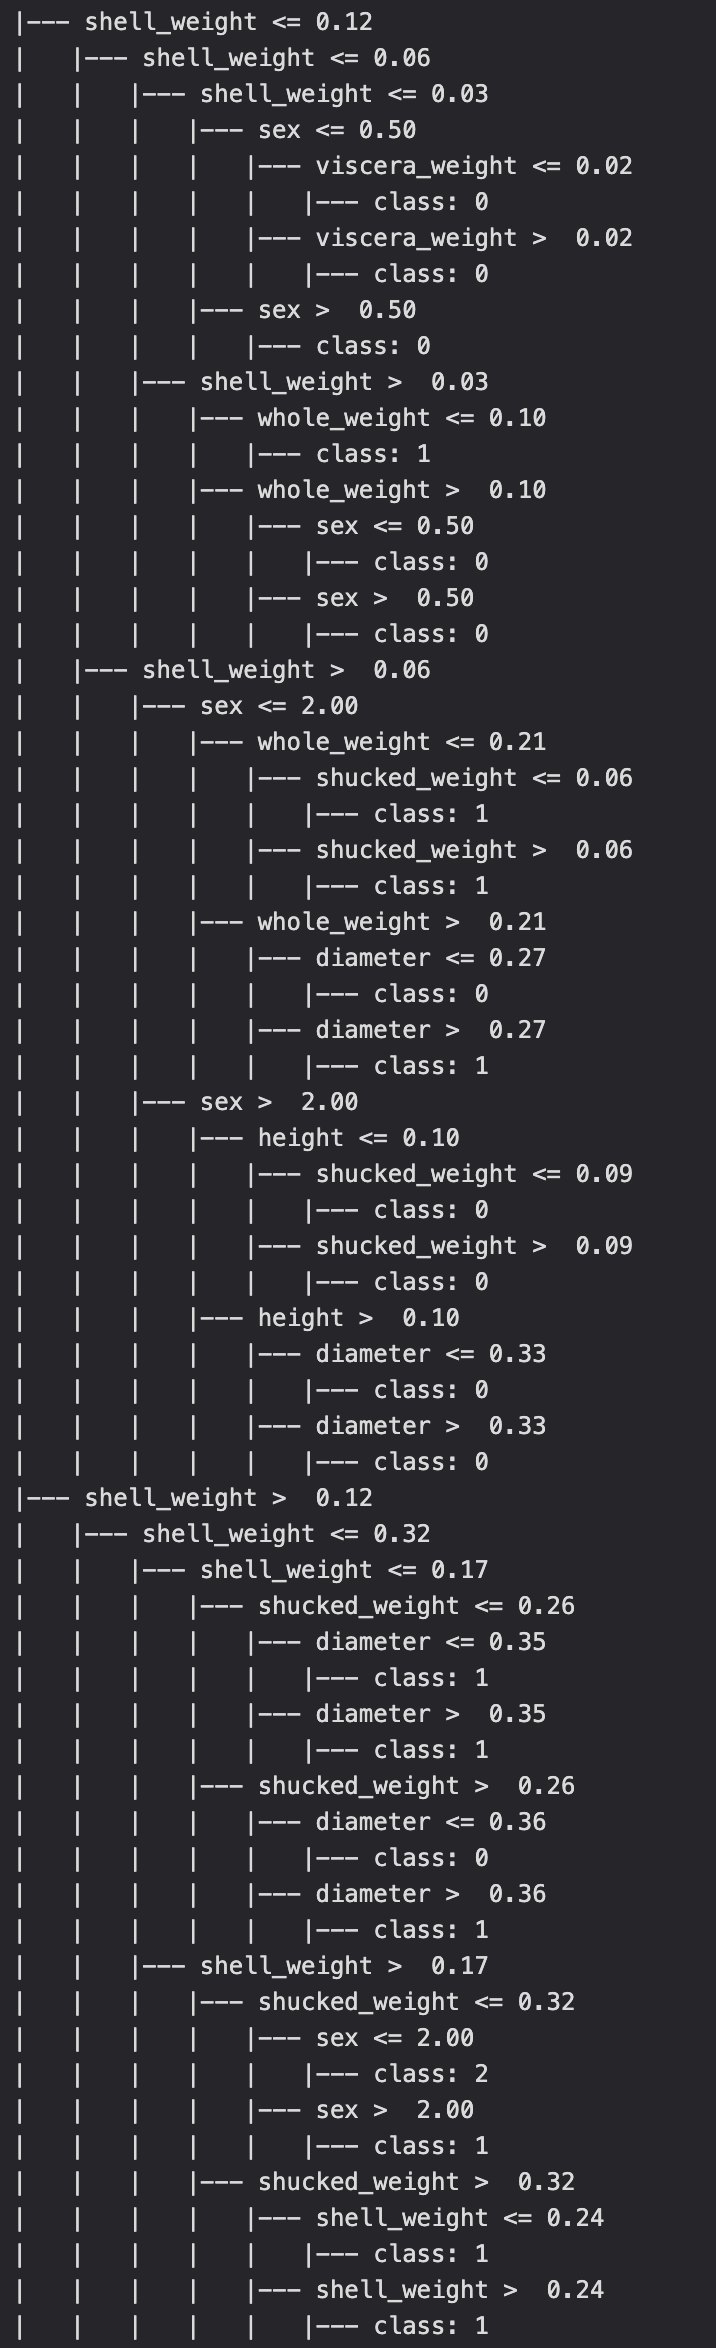 |--- shell_weight <= 0.12
|   |--- shell_weight <= 0.06
|   |   |--- shell_weight <= 0.03
|   |   |   |--- sex <= 0.50
|   |   |   |   |--- viscera_weight <= 0.02
|   |   |   |   |   |--- class: 0
|   |   |   |   |--- viscera_weight >  0.02
|   |   |   |   |   |--- class: 0
|   |   |   |--- sex >  0.50
|   |   |   |   |--- class: 0
|   |   |--- shell_weight >  0.03
|   |   |   |--- whole_weight <= 0.10
|   |   |   |   |--- class: 1
|   |   |   |--- whole_weight >  0.10
|   |   |   |   |--- sex <= 0.50
|   |   |   |   |   |--- class: 0
|   |   |   |   |--- sex >  0.50
|   |   |   |   |   |--- class: 0
|   |--- shell_weight >  0.06
|   |   |--- sex <= 2.00
|   |   |   |--- whole_weight <= 0.21
|   |   |   |   |--- shucked_weight <= 0.06
|   |   |   |   |   |--- class: 1
|   |   |   |   |--- shucked_weight >  0.06
|   |   |   |   |   |--- class: 1
|   |   |   |--- whole_weight >  0.21
|   |   |   |   |--- diameter <= 0.27
|   |   |   |   |   |--- class: 0
|   |   |   |   |--- diameter >  0.27
|   |   |   |   |   |--- class: 1
|   |   |--- sex >  2.00
|   |   |   |--- height <= 0.10
|   |   |   |   |--- shucked_weight <= 0.09
|   |   |   |   |   |--- class: 0
|   |   |   |   |--- shucked_weight >  0.09
|   |   |   |   |   |--- class: 0
|   |   |   |--- height >  0.10
|   |   |   |   |--- diameter <= 0.33
|   |   |   |   |   |--- class: 0
|   |   |   |   |--- diameter >  0.33
|   |   |   |   |   |--- class: 0
|--- shell_weight >  0.12
|   |--- shell_weight <= 0.32
|   |   |--- shell_weight <= 0.17
|   |   |   |--- shucked_weight <= 0.26
|   |   |   |   |--- diameter <= 0.35
|   |   |   |   |   |--- class: 1
|   |   |   |   |--- diameter >  0.35
|   |   |   |   |   |--- class: 1
|   |   |   |--- shucked_weight >  0.26
|   |   |   |   |--- diameter <= 0.36
|   |   |   |   |   |--- class: 0
|   |   |   |   |--- diameter >  0.36
|   |   |   |   |   |--- class: 1
|   |   |--- shell_weight >  0.17
|   |   |   |--- shucked_weight <= 0.32
|   |   |   |   |--- sex <= 2.00
|   |   |   |   |   |--- class: 2
|   |   |   |   |--- sex >  2.00
|   |   |   |   |   |--- class: 1
|   |   |   |--- shucked_weight >  0.32
|   |   |   |   |--- shell_weight <= 0.24
|   |   |   |   |   |--- class: 1
|   |   |   |   |--- shell_weight >  0.24
|   |   |   |   |   |--- class: 1